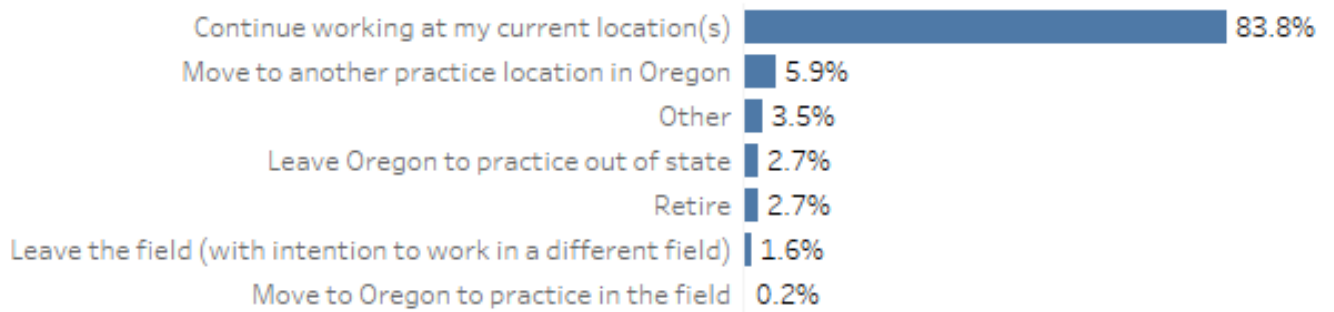 Continue working at my current location(s) 83.8%
Move to another practice location in Oregon 5.9%
Other 3.5%
Leave Oregon to practice out of state 2.7%
Retire 2.7%
Leave the field (with intention to work in a different field) 1.6%
Move to Oregon to practice in the field 0.2%